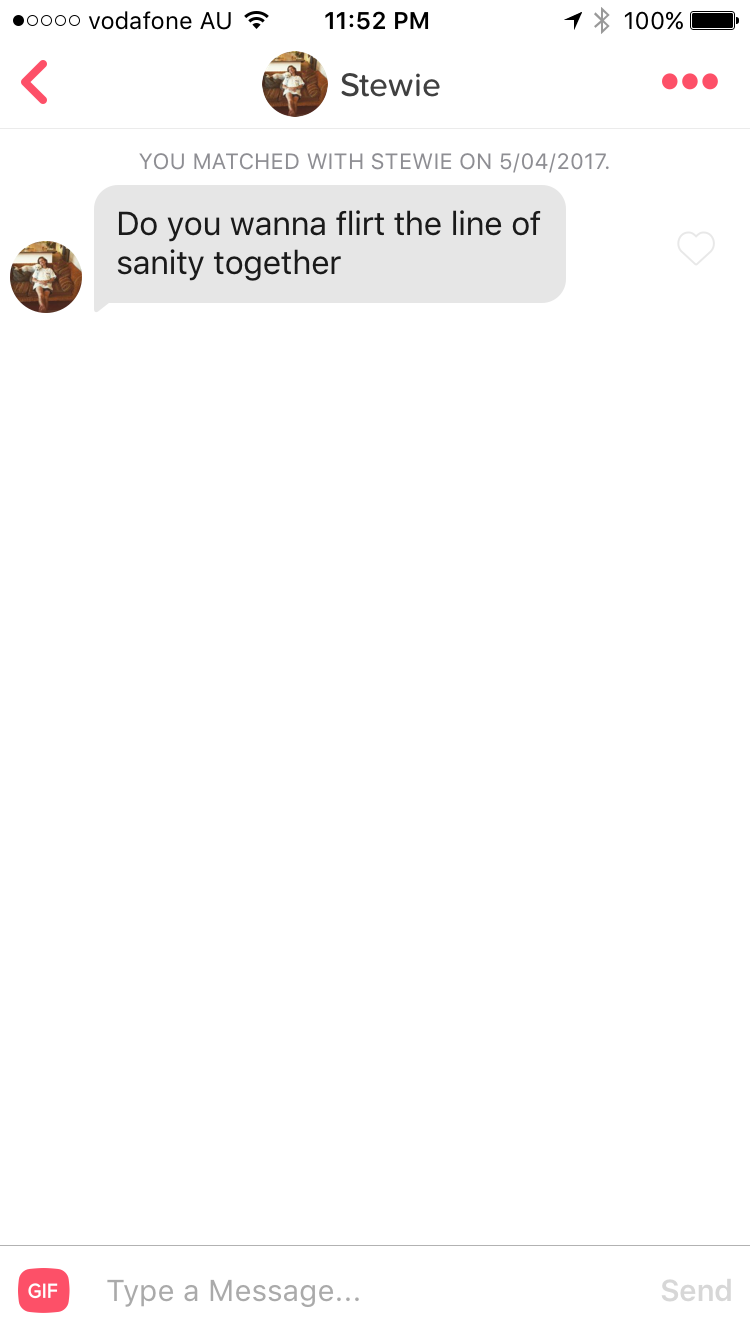 vodafone AU 11:52 PM 100%
Stewie
YOU MATCHED WITH STEWIE ON 5/04/2017.
Do you wanna flirt the line of
sanity together
GIF Type a Message... Send